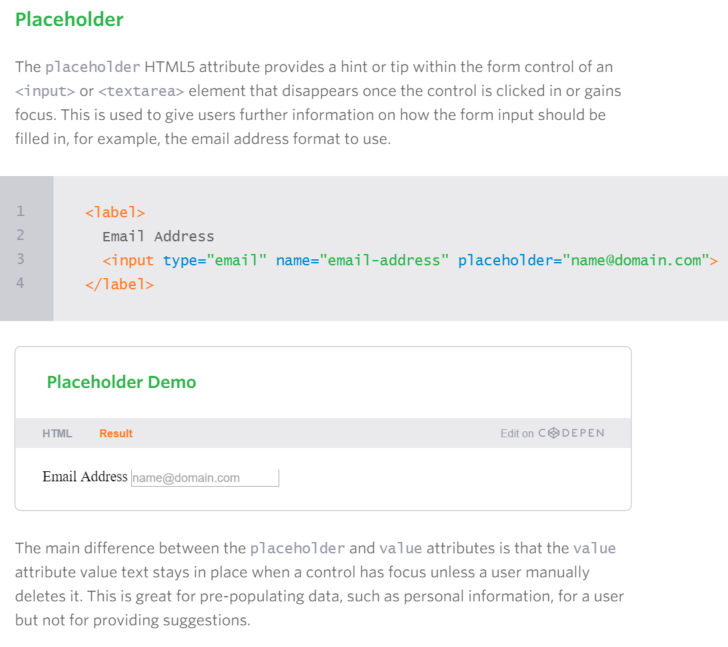 Placeholder
The placeholder HTML5 attribute provides a hint or tip within the form control of an
<input> or <textarea> element that disappears once the control is clicked in or gains
focus. This is used to give users further information on how the form input should be
filled in, for example, the email address format to use.
1 <label>
2 Email Address
3 <input type="email" name="email-address" placeholder="name@domain.com">
4 </label>
Placeholder Demo
HTML Result Edit on CODEPEN
Email Address name@domain.com
The main difference between the placeholder and value attributes is that the value
attribute value text stays in place when a control has focus unless a user manually
deletes it. This is great for pre-populating data, such as personal information, for a user
but not for providing suggestions.